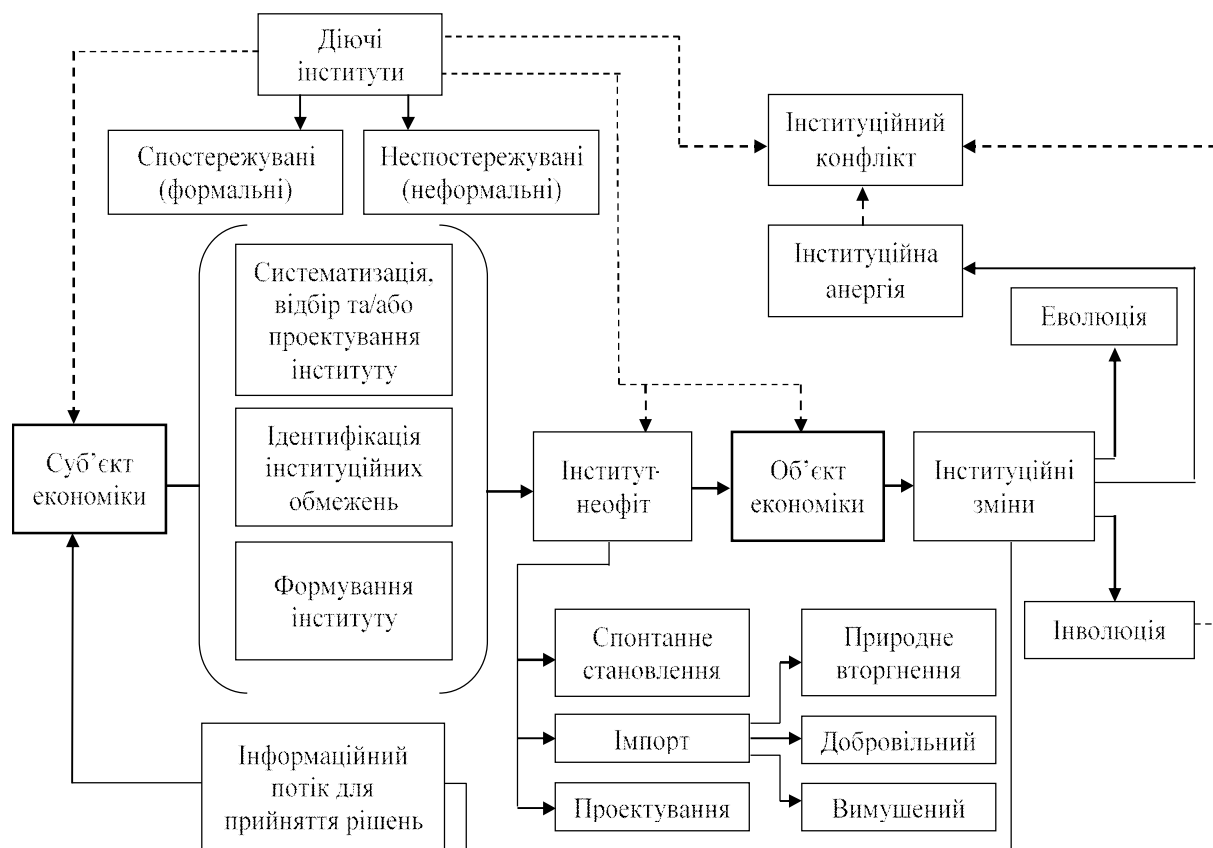 Діючі
інститути
Спостережувані
(формальні)
Неспостережувані
(неформальні)
Інституційний
конфлікт
Інституційна
анергія
Еволюція
Систематизація,
відбір та/або
проектування
інституту
Ідентифікація
інституційних
обмежень
Формування
інституту
Суб’єкт
економіки
Інститут-
неофіт
Об’єкт
економіки
Інституційні
зміни
Інволюція
Спонтанне
становлення
Імпорт
Проектування
Природне
вторгнення
Добровільний
Вимушений
Інформаційний
потік для
прийняття рішень